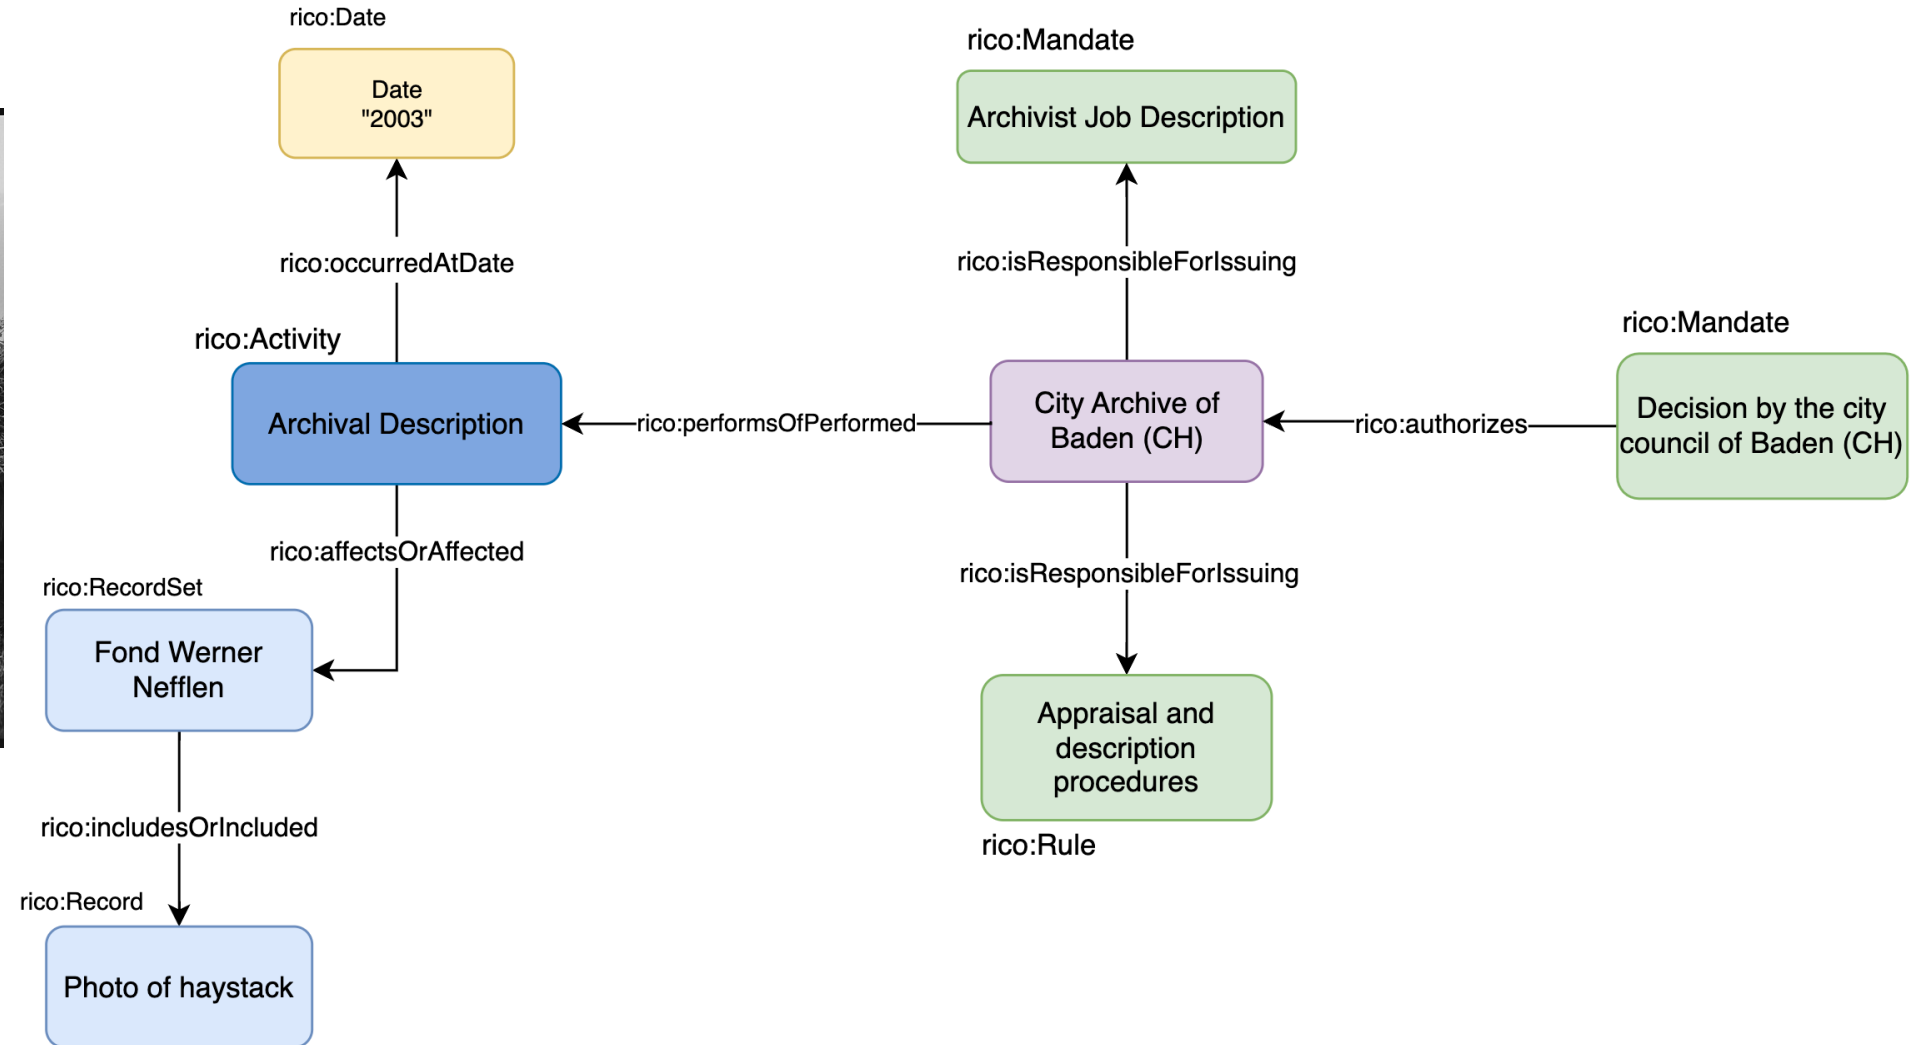 rico:Date
Date
"2003"
rico:occurredAtDate
rico:Activity
Archival Description
rico:affectsOrAffected
rico:RecordSet
Fond Werner
Nefflen
rico:includesOrIncluded
rico:Record
Photo of haystack
rico:performsOfPerformed
rico:Mandate
Archivist Job Description
rico:isResponsibleForIssuing
City Archive of
Baden (CH)
rico:isResponsibleForIssuing
Appraisal and
description
procedures
rico:Rule
rico:authorizes
rico:Mandate
Decision by the city
council of Baden (CH)